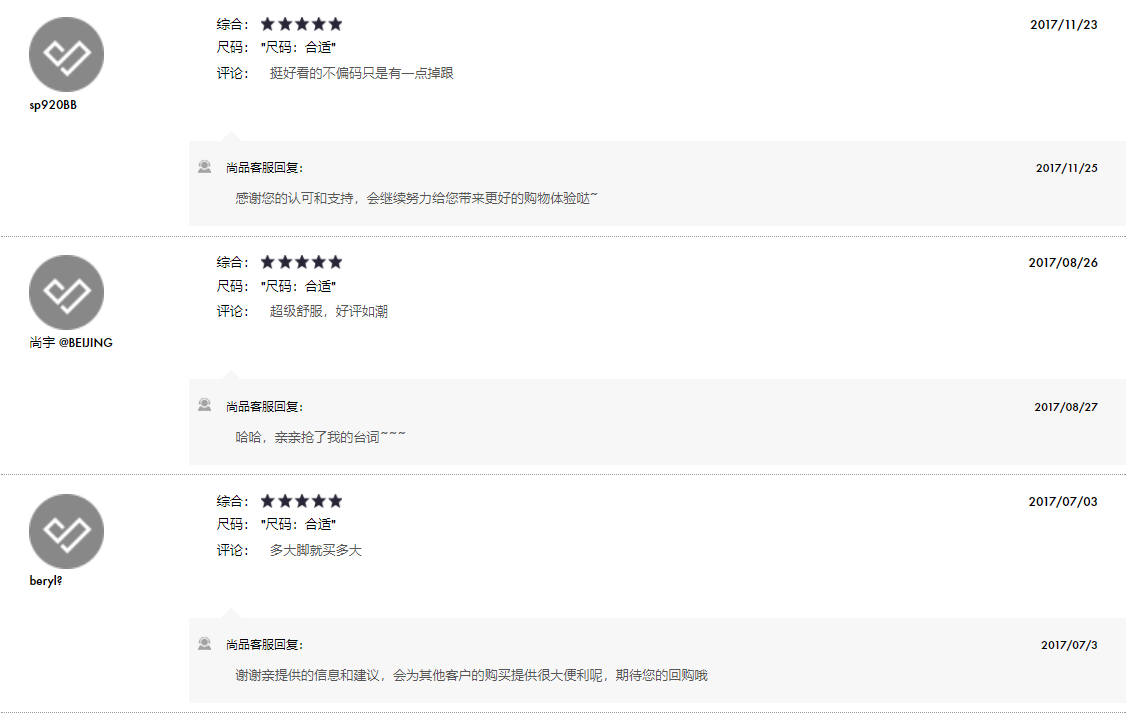 综合： 2017/11/23
尺码： "尺码：合适"
评论： 挺好看的不偏码只是有一点掉跟
sp920BB
尚品客服回复： 2017/11/25
感谢您的认可和支持，会继续努力给您带来更好的购物体验哒~
综合： 2017/08/26
尺码： "尺码：合适"
评论： 超级舒服，好评如潮
尚宇 @BEIJING
尚品客服回复： 2017/08/27
哈哈，亲亲抢了我的台词~~~
综合： 2017/07/03
尺码： "尺码：合适"
评论： 多大脚就买多大
beryl?
尚品客服回复： 2017/07/3
谢谢亲提供的信息和建议，会为其他客户的购买提供很大便利呢，期待您的回购哦